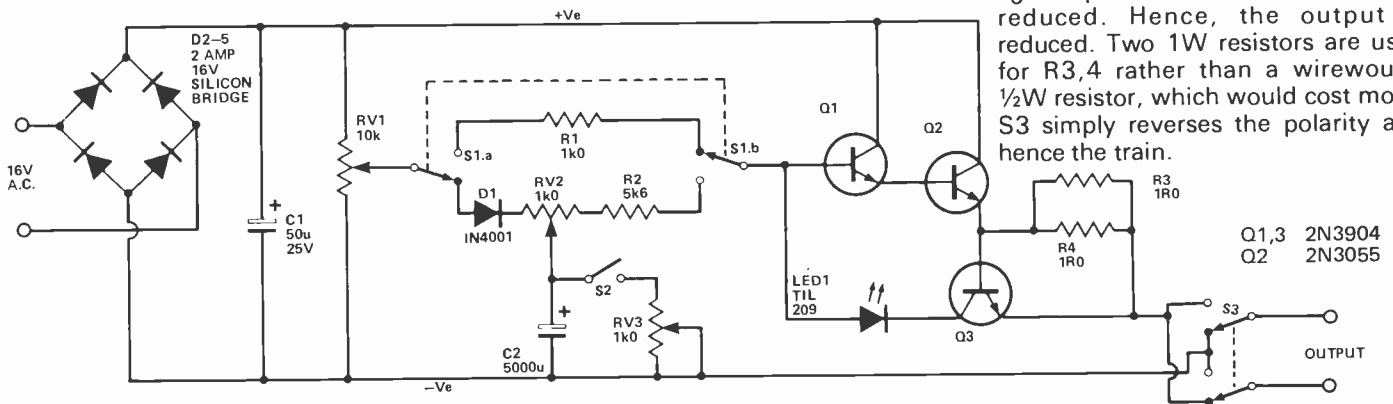 reduced. Hence, the output
reduced. Two 1W resistors are us
for R3,4 rather than a wirewou
½W resistor, which would cost mo
S3 simply reverses the polarity a
hence the train.
+Ve
D2–5
2 AMP
16V
SILICON
BRIDGE
16V
A.C.
C1
50u
25V
RV1
10k
S1.a
R1
1k0
S1.b
D1
IN4001
RV2
1k0
R2
5k6
S2
C2
5000u
RV3
1k0
–Ve
Q1
Q2
LED1
TIL
209
Q3
R3
1R0
R4
1R0
Q1,3 2N3904
Q2 2N3055
S3
OUTPUT